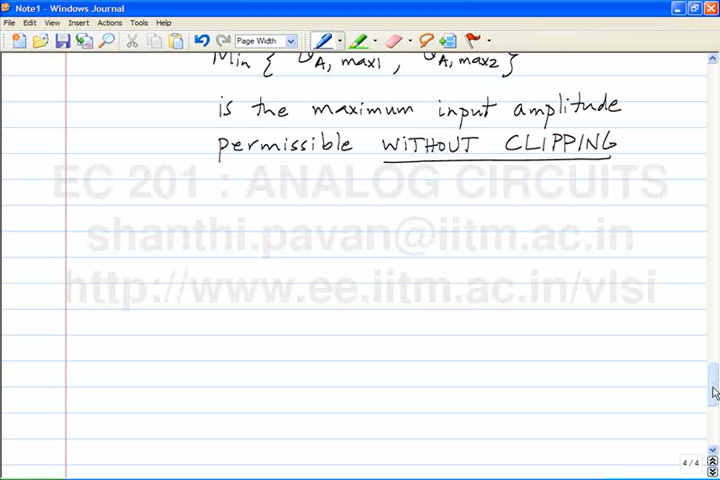 Note1 - Windows Journal
File Edit View Insert Actions Tools Help
Page Width
Min { υA, max1 , υA, max2 }
is the maximum input amplitude
permissible WITHOUT CLIPPING
EC 201 : ANALOG CIRCUITS
shanthi.pavan@iitm.ac.in
http://www.ee.iitm.ac.in/vlsi
4 / 4